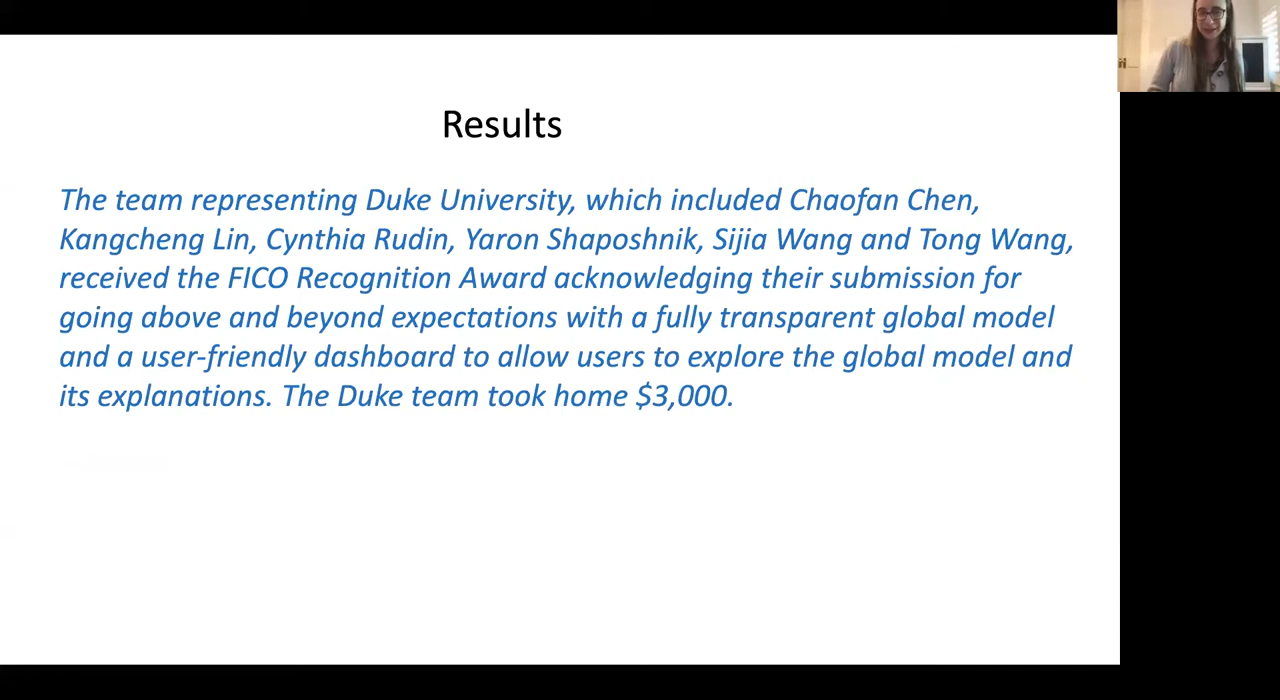 Results
The team representing Duke University, which included Chaofan Chen,
Kangcheng Lin, Cynthia Rudin, Yaron Shaposhnik, Sijia Wang and Tong Wang,
received the FICO Recognition Award acknowledging their submission for
going above and beyond expectations with a fully transparent global model
and a user-friendly dashboard to allow users to explore the global model and
its explanations. The Duke team took home $3,000.